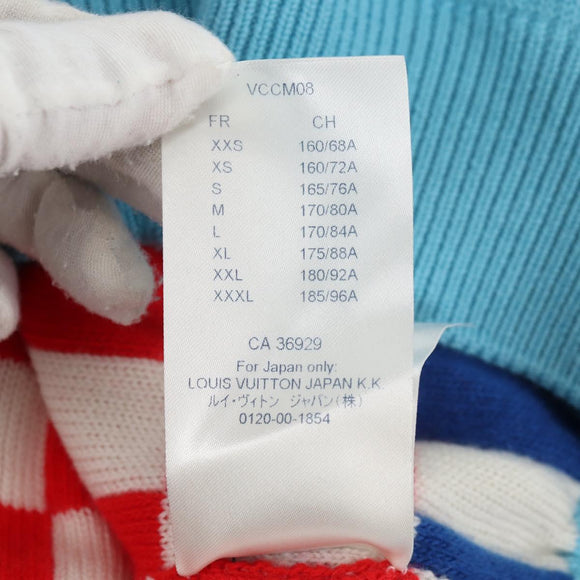 VCCM08
FR CH
XXS 160/68A
XS 160/72A
S 165/76A
M 170/80A
L 170/84A
XL 175/88A
XXL 180/92A
XXXL 185/96A
CA 36929
For Japan only:
LOUIS VUITTON JAPAN K.K.
ルイ・ヴィトン ジャパン(株)
0120-00-1854